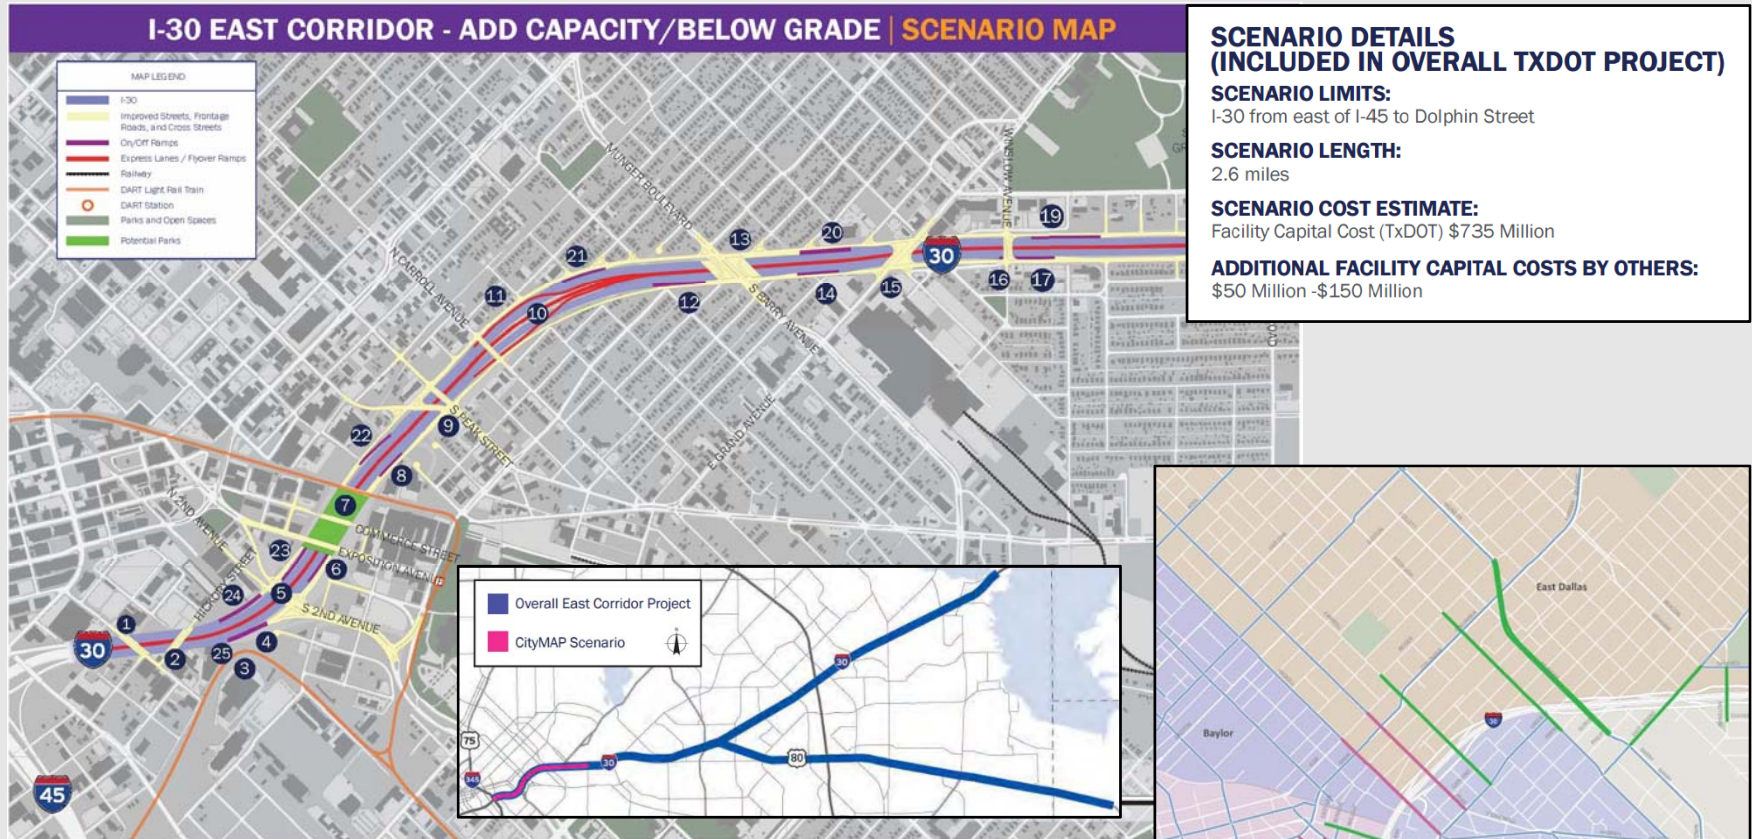 I-30 EAST CORRIDOR - ADD CAPACITY/BELOW GRADE | SCENARIO MAP
MAP LEGEND
I-30
Improved Streets, Frontage
Roads, and Cross Streets
On/Off Ramps
Express Lanes / Flyover Ramps
Railway
DART Light Rail Train
DART Station
Parks and Open Spaces
Potential Parks
SCENARIO DETAILS
(INCLUDED IN OVERALL TXDOT PROJECT)
SCENARIO LIMITS:
I-30 from east of I-45 to Dolphin Street
SCENARIO LENGTH:
2.6 miles
SCENARIO COST ESTIMATE:
Facility Capital Cost (TxDOT) $735 Million
ADDITIONAL FACILITY CAPITAL COSTS BY OTHERS:
$50 Million -$150 Million
MUNGER BOULEVARD
WINSLOW AVENUE
N CARROLL AVENUE
S BARRY AVENUE
S PEAK STREET
E GRAND AVENUE
N 2ND AVENUE
HICKORY STREET
COMMERCE STREET
EXPOSITION AVENUE
S 2ND AVENUE
19
20
13
21
30
11
10
12
14
15
16
17
22
9
8
7
23
6
24
5
1
30
2
25
4
3
45
Overall East Corridor Project
CityMAP Scenario
N
30
75
345
30
80
East Dallas
Baylor
30